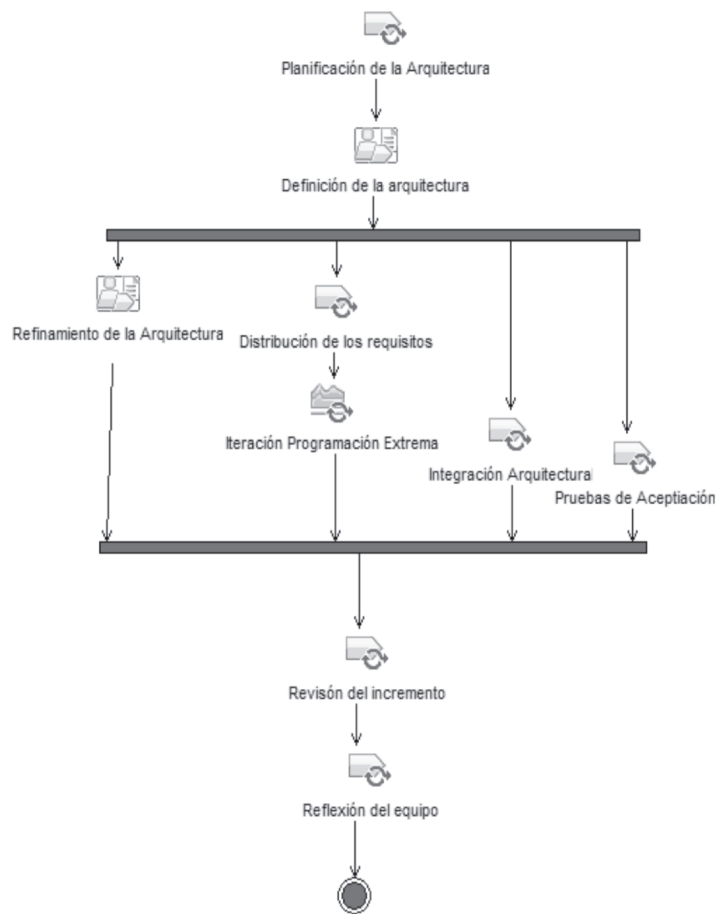 Planificación de la Arquitectura
Definición de la arquitectura
Refinamiento de la Arquitectura
Distribución de los requisitos
Iteración Programación Extrema
Integración Arquitectural
Pruebas de Aceptiación
Revisón del incremento
Reflexión del equipo